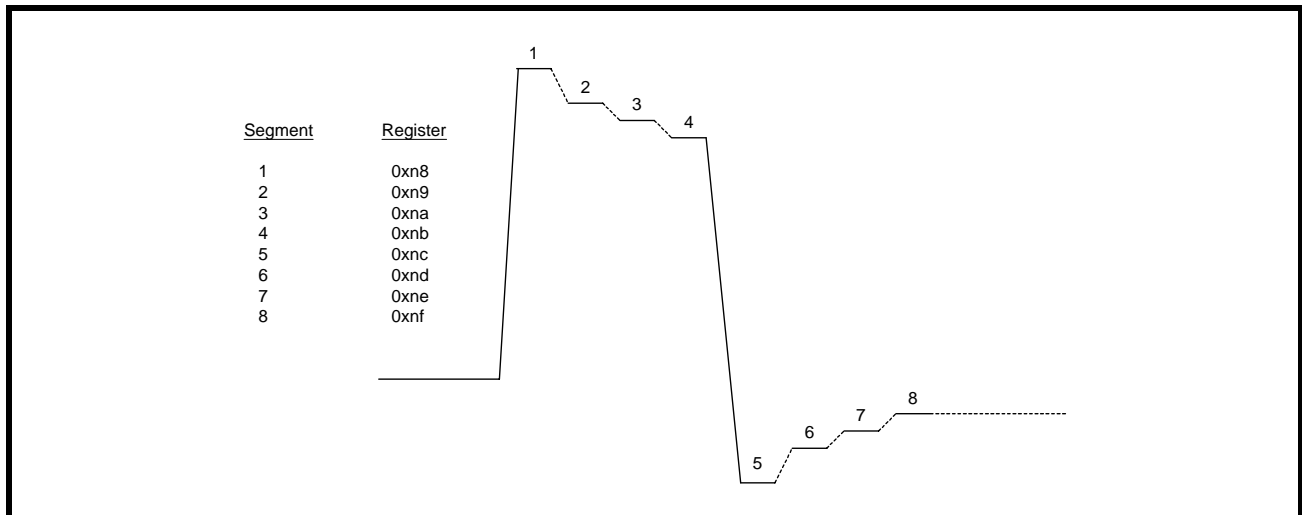 1
2
3
4
Segment Register
1 0xn8
2 0xn9
3 0xna
4 0xnb
5 0xnc
6 0xnd
7 0xne
8 0xnf
8
7
6
5